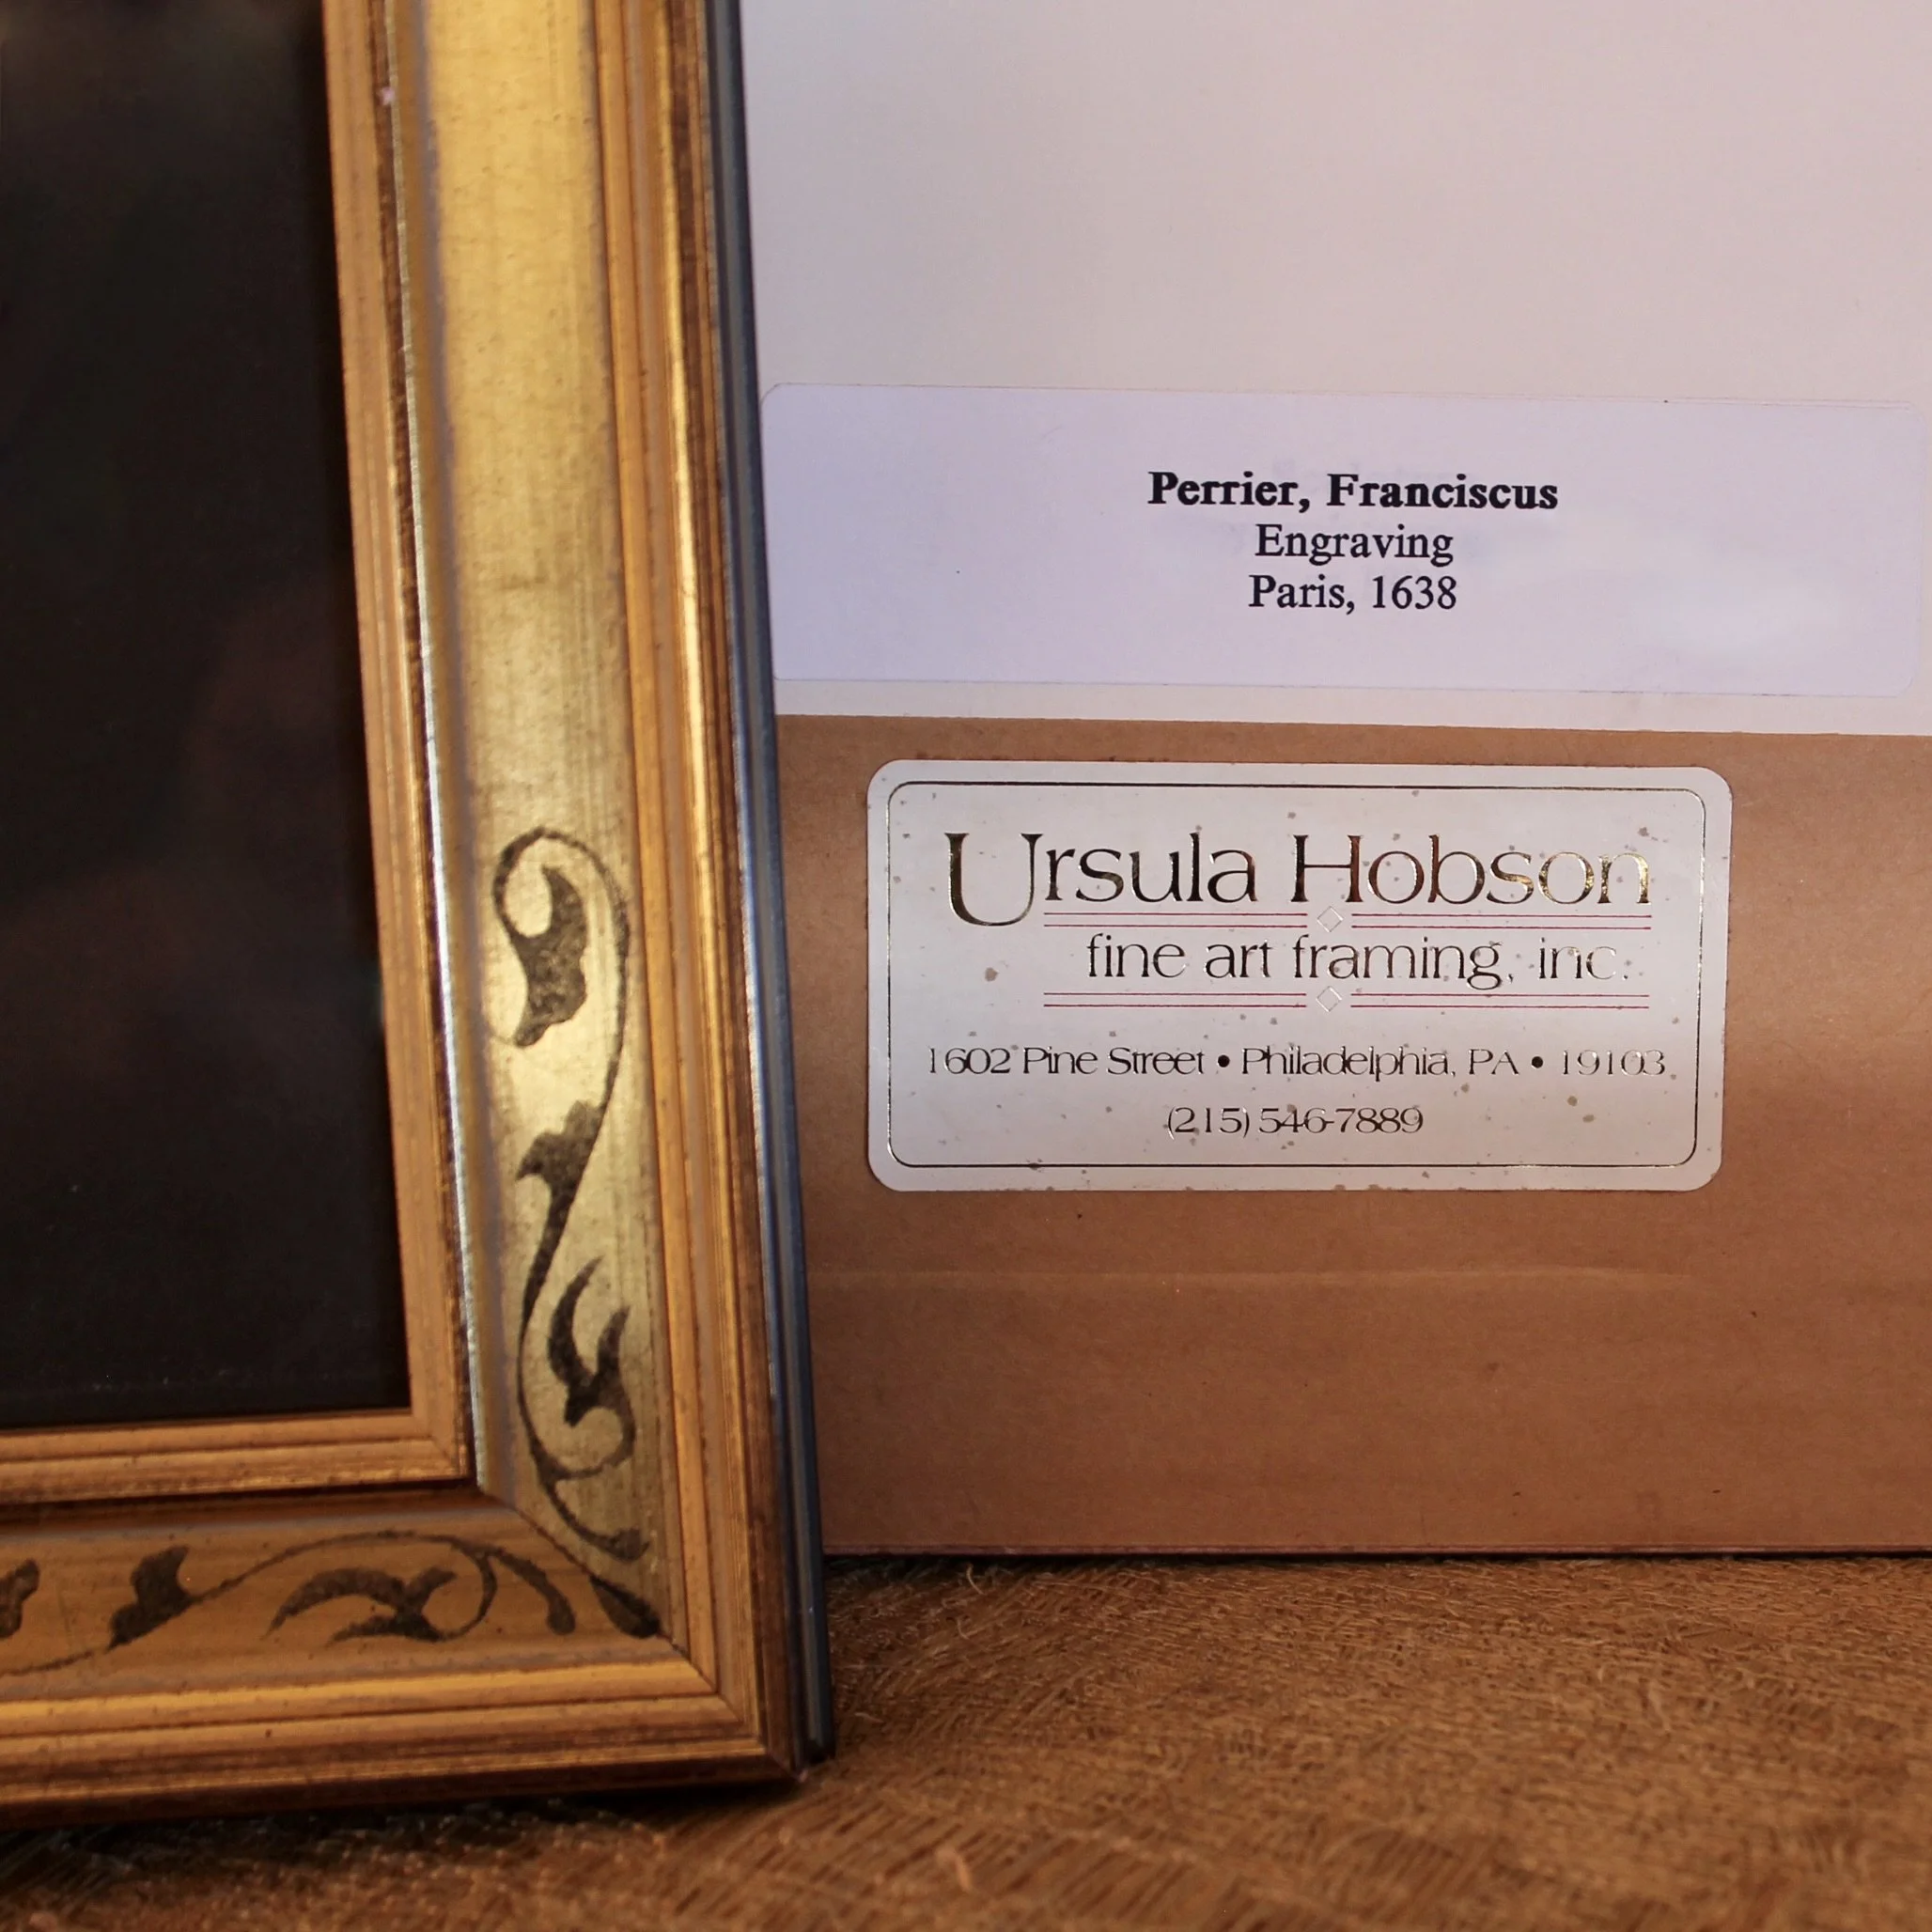 Perrier, Franciscus
Engraving
Paris, 1638
Ursula Hobson
fine art framing, inc.
1602 Pine Street • Philadelphia, PA • 19103
(215) 546-7889